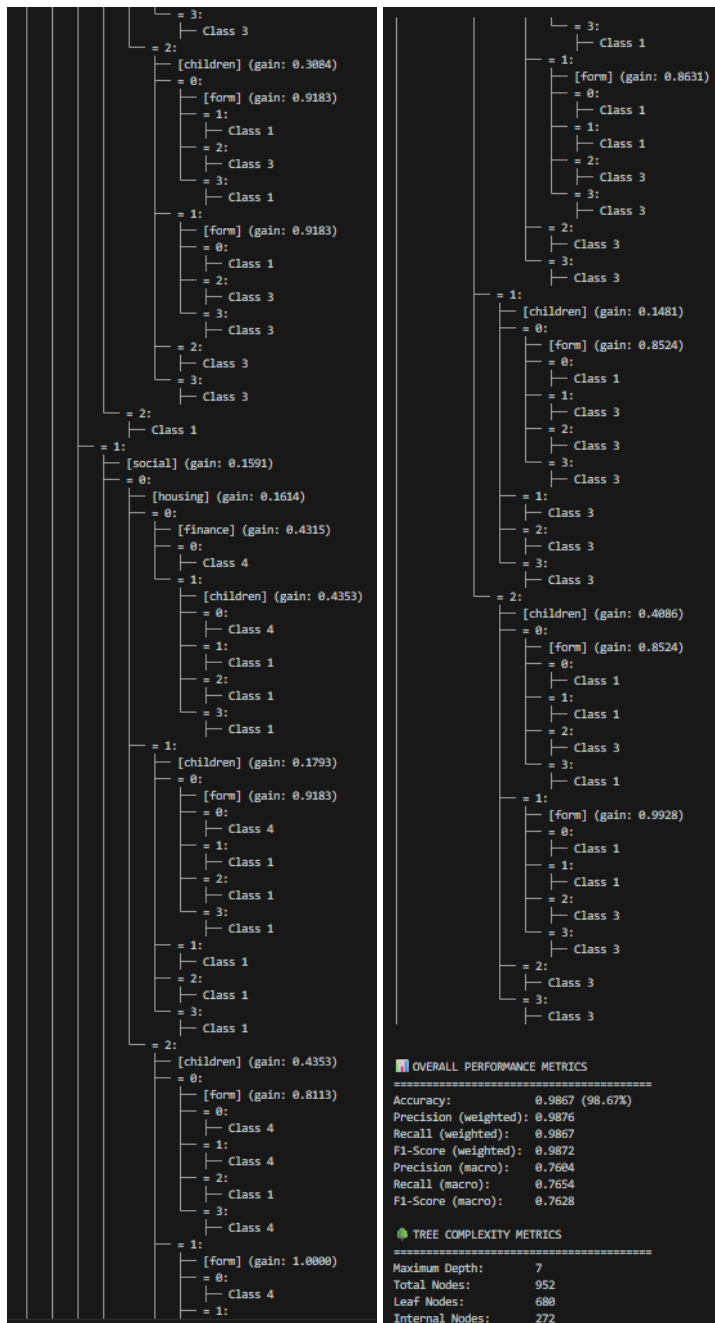 = 3:
Class 3
= 2:
[children] (gain: 0.3084)
= 0:
[form] (gain: 0.9183)
= 1:
Class 1
= 2:
Class 3
= 3:
Class 1
= 1:
[form] (gain: 0.9183)
= 0:
Class 1
= 2:
Class 3
= 3:
Class 3
= 2:
Class 3
= 3:
Class 3
= 2:
Class 1
= 1:
[social] (gain: 0.1591)
= 0:
[housing] (gain: 0.1614)
= 0:
[finance] (gain: 0.4315)
= 0:
Class 4
= 1:
[children] (gain: 0.4353)
= 0:
Class 4
= 1:
Class 1
= 2:
Class 1
= 3:
Class 1
= 1:
[children] (gain: 0.1793)
= 0:
[form] (gain: 0.9183)
= 0:
Class 4
= 1:
Class 1
= 2:
Class 1
= 3:
Class 1
= 1:
Class 1
= 2:
Class 1
= 3:
Class 1
= 2:
[children] (gain: 0.4353)
= 0:
[form] (gain: 0.8113)
= 0:
Class 4
= 1:
Class 4
= 2:
Class 1
= 3:
Class 4
= 1:
[form] (gain: 1.0000)
= 0:
Class 4
= 1:
= 3:
Class 1
= 1:
[form] (gain: 0.8631)
= 0:
Class 1
= 1:
Class 1
= 2:
Class 3
= 3:
Class 3
= 2:
Class 3
= 3:
Class 3
= 1:
[children] (gain: 0.1481)
= 0:
[form] (gain: 0.8524)
= 0:
Class 1
= 1:
Class 3
= 2:
Class 3
= 3:
Class 3
= 1:
Class 3
= 2:
Class 3
= 3:
Class 3
= 2:
[children] (gain: 0.4086)
= 0:
[form] (gain: 0.8524)
= 0:
Class 1
= 1:
Class 1
= 2:
Class 3
= 3:
Class 1
= 1:
[form] (gain: 0.9928)
= 0:
Class 1
= 1:
Class 1
= 2:
Class 3
= 3:
Class 3
= 2:
Class 3
= 3:
Class 3
OVERALL PERFORMANCE METRICS
========================================
Accuracy: 0.9867 (98.67%)
Precision (weighted): 0.9876
Recall (weighted): 0.9867
F1-Score (weighted): 0.9872
Precision (macro): 0.7604
Recall (macro): 0.7654
F1-Score (macro): 0.7628
TREE COMPLEXITY METRICS
========================================
Maximum Depth: 7
Total Nodes: 952
Leaf Nodes: 680
Internal Nodes: 272